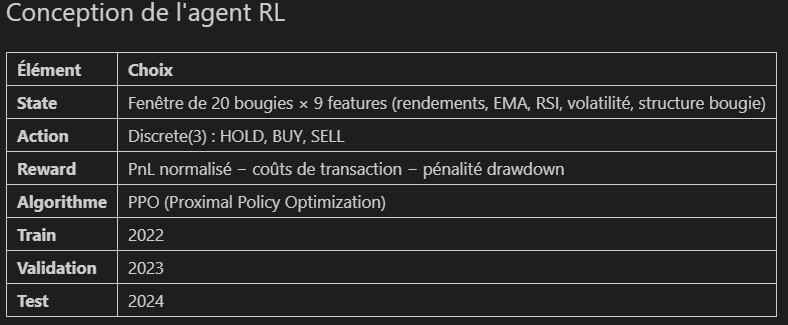 Conception de l'agent RL
Élément Choix
State Fenêtre de 20 bougies × 9 features (rendements, EMA, RSI, volatilité, structure bougie)
Action Discrete(3) : HOLD, BUY, SELL
Reward PnL normalisé − coûts de transaction − pénalité drawdown
Algorithme PPO (Proximal Policy Optimization)
Train 2022
Validation 2023
Test 2024